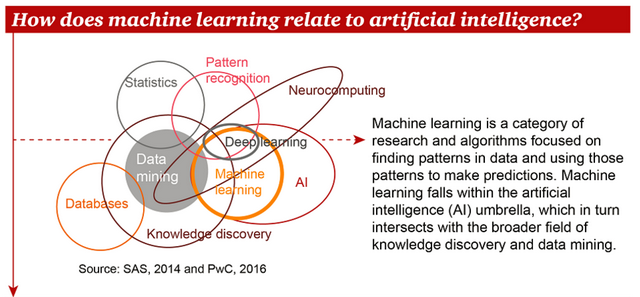 How does machine learning relate to artificial intelligence?
Pattern
recognition
Statistics
Neurocomputing
Deep learning
Data
mining
Machine
learning
AI
Databases
Knowledge discovery
Source: SAS, 2014 and PwC, 2016
Machine learning is a category of
research and algorithms focused on
finding patterns in data and using those
patterns to make predictions. Machine
learning falls within the artificial
intelligence (AI) umbrella, which in turn
intersects with the broader field of
knowledge discovery and data mining.